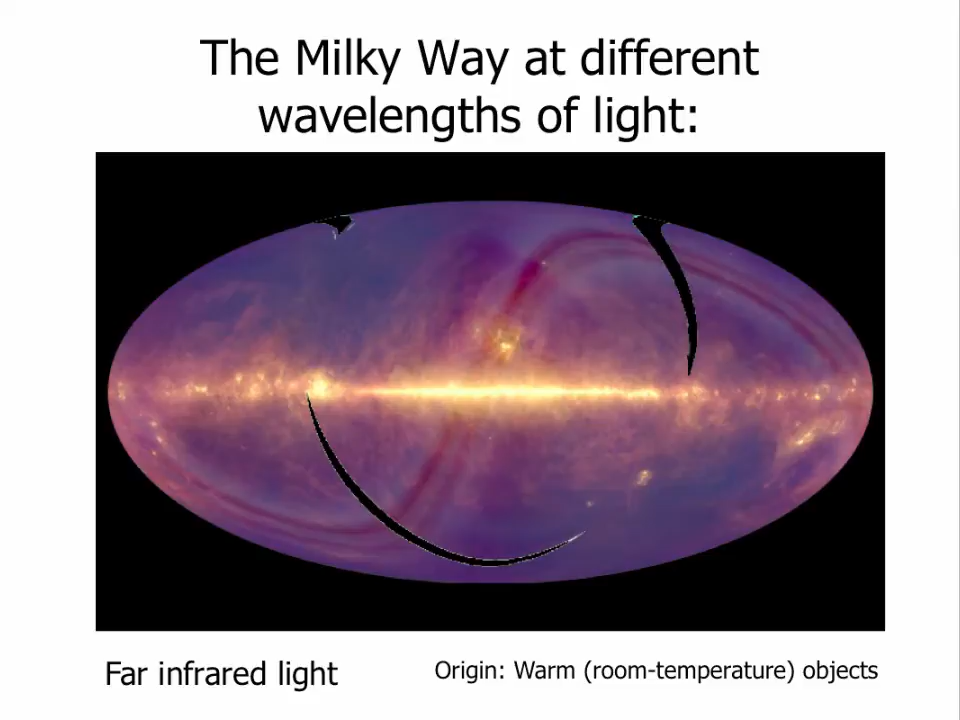 The Milky Way at different
wavelengths of light:
Far infrared light
Origin: Warm (room-temperature) objects